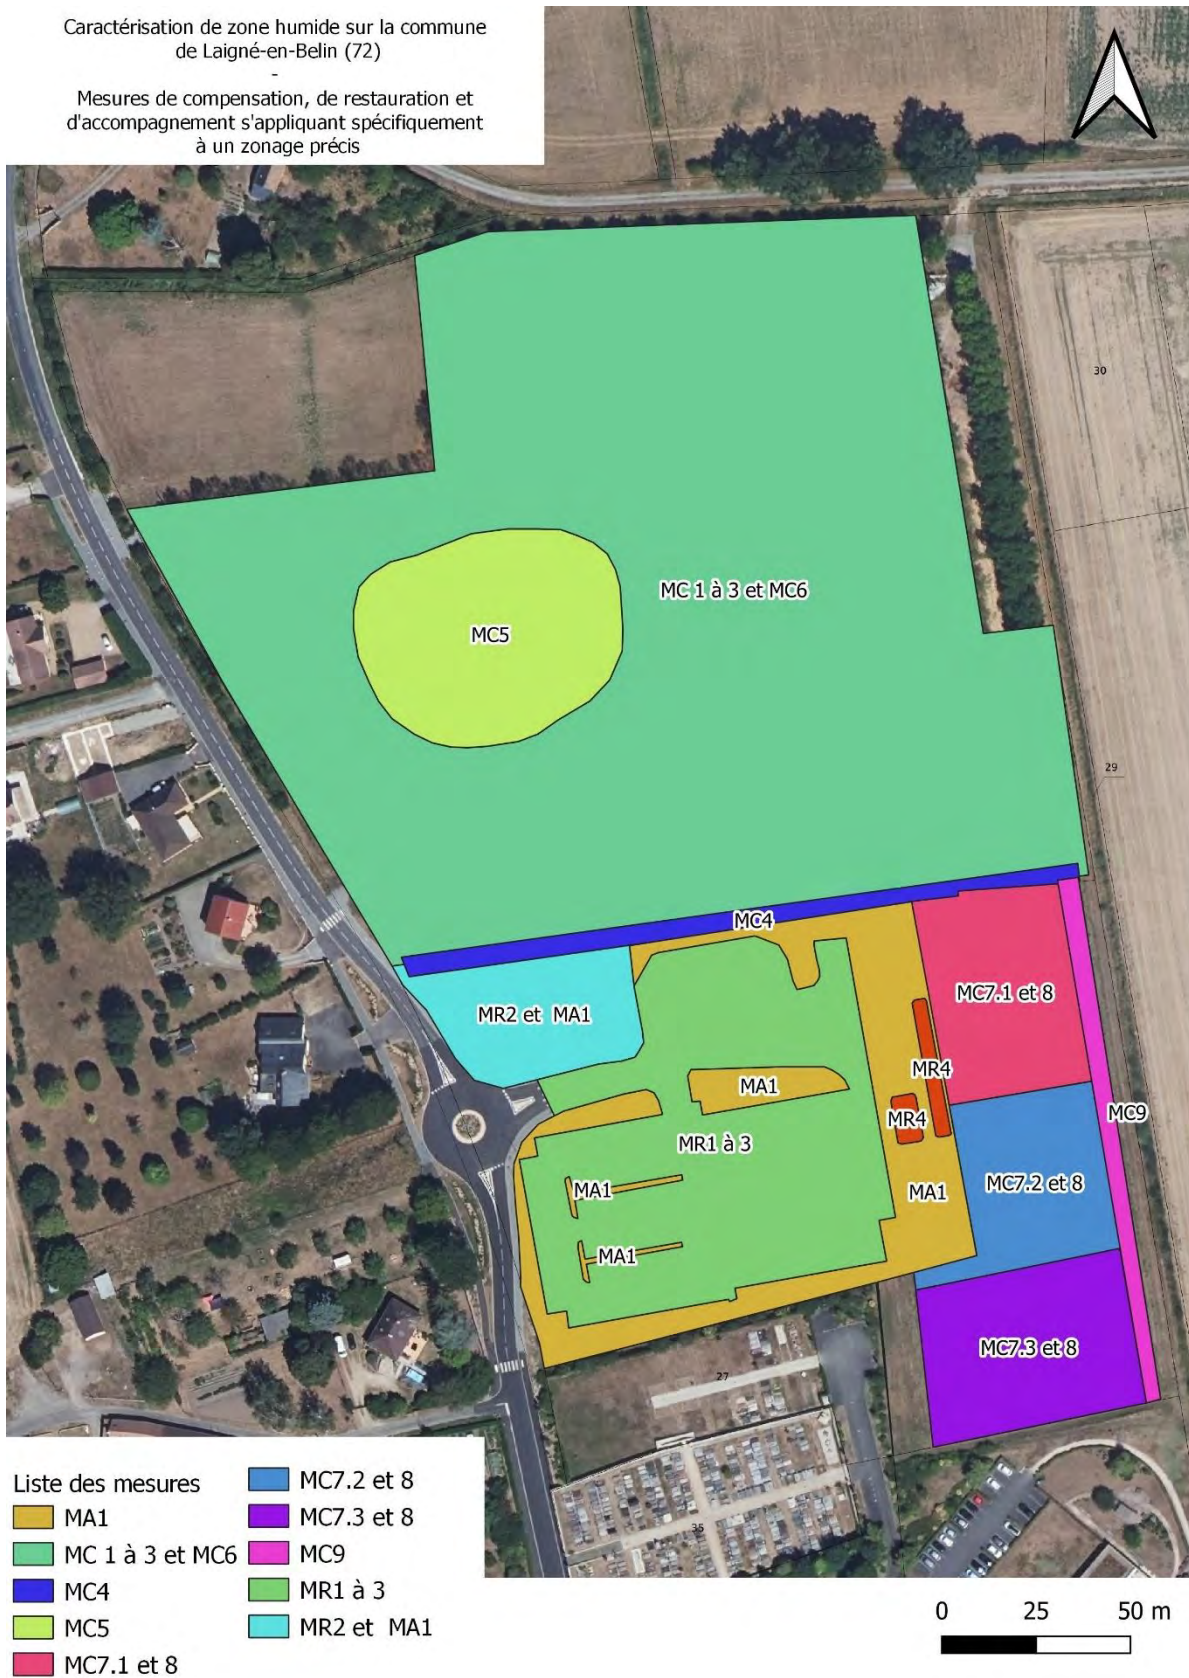 Caractérisation de zone humide sur la commune
de Laigné-en-Belin (72)
-
Mesures de compensation, de restauration et
d'accompagnement s'appliquant spécifiquement
à un zonage précis
30
MC 1 à 3 et MC6
MC5
29
MC4
MR2 et MA1
MC7.1 et 8
MR4
MA1
MC9
MR4
MR1 à 3
MA1
MC7.2 et 8
MA1
MA1
MC7.3 et 8
27
35
Liste des mesures
MA1
MC 1 à 3 et MC6
MC4
MC5
MC7.1 et 8
MC7.2 et 8
MC7.3 et 8
MC9
MR1 à 3
MR2 et MA1
0 25 50 m